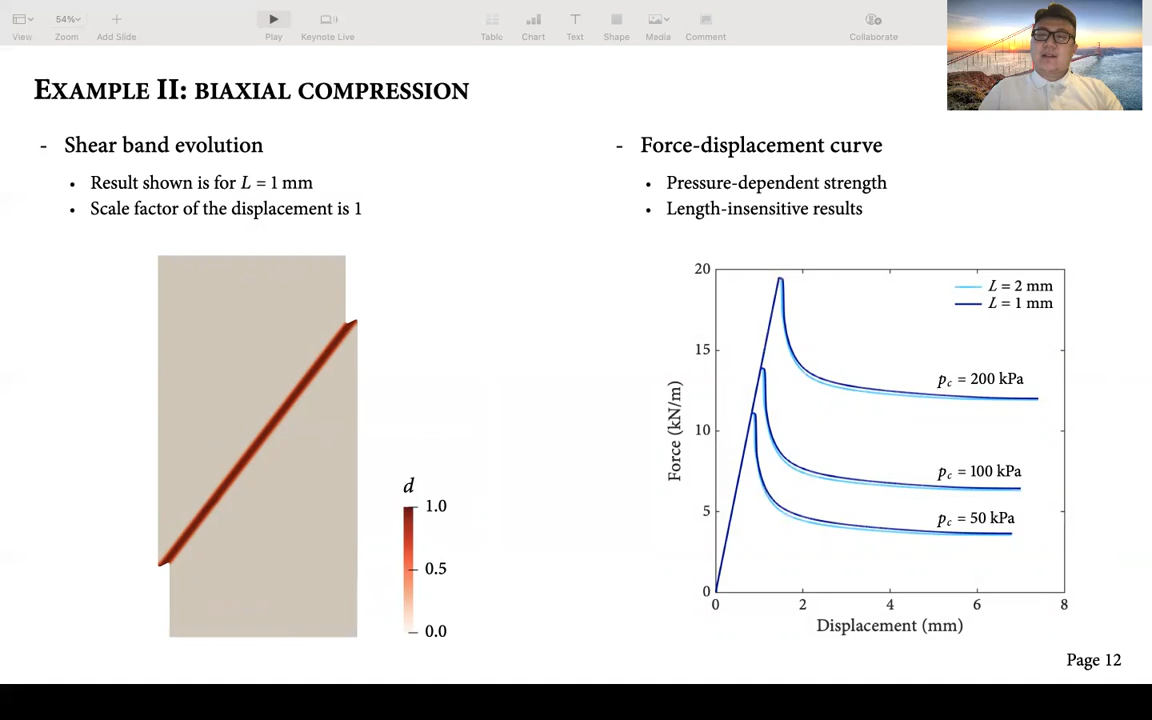 54%
View
Zoom
Add Slide
Play
Keynote Live
Table
Chart
Text
Shape
Media
Comment
Collaborate
EXAMPLE II: BIAXIAL COMPRESSION
- Shear band evolution
• Result shown is for L = 1 mm
• Scale factor of the displacement is 1
d
1.0
0.5
0.0
- Force-displacement curve
• Pressure-dependent strength
• Length-insensitive results
20
15
10
5
0
Force (kN/m)
L = 2 mm
L = 1 mm
pc = 200 kPa
pc = 100 kPa
pc = 50 kPa
0 2 4 6 8
Displacement (mm)
Page 12